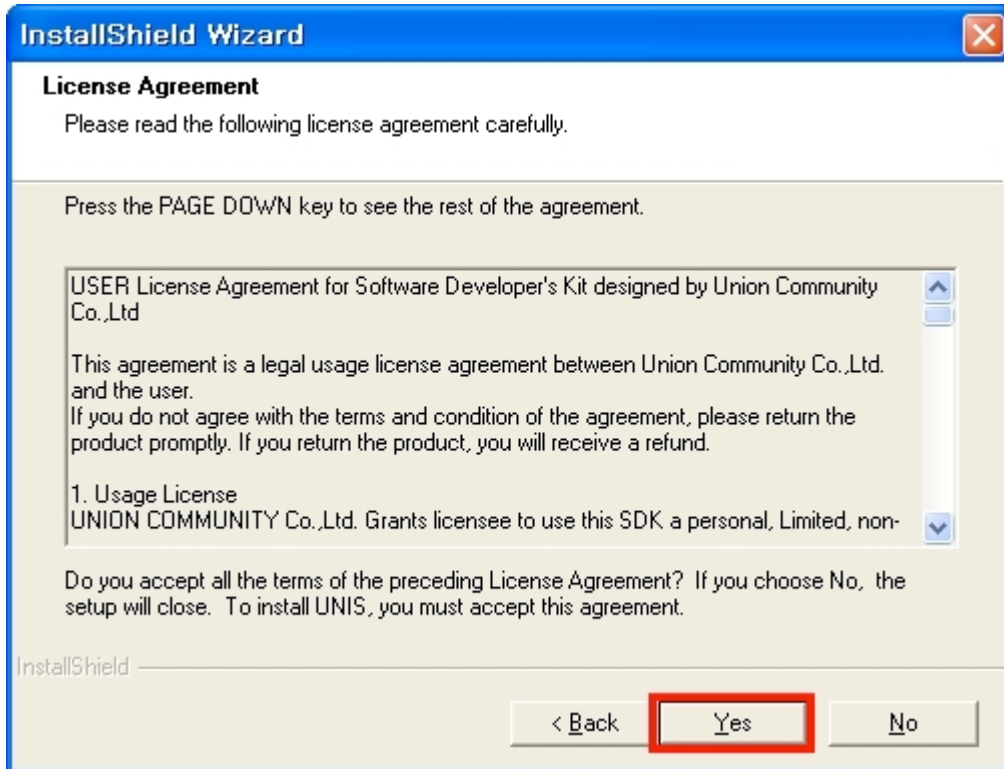 InstallShield Wizard
License Agreement
Please read the following license agreement carefully.
Press the PAGE DOWN key to see the rest of the agreement.
USER License Agreement for Software Developer's Kit designed by Union Community
Co.,Ltd
This agreement is a legal usage license agreement between Union Community Co.,Ltd.
and the user.
If you do not agree with the terms and condition of the agreement, please return the
product promptly. If you return the product, you will receive a refund.
1. Usage License
UNION COMMUNITY Co.,Ltd. Grants licensee to use this SDK a personal, Limited, non-
Do you accept all the terms of the preceding License Agreement? If you choose No, the
setup will close. To install UNIS, you must accept this agreement.
InstallShield
< Back Yes No